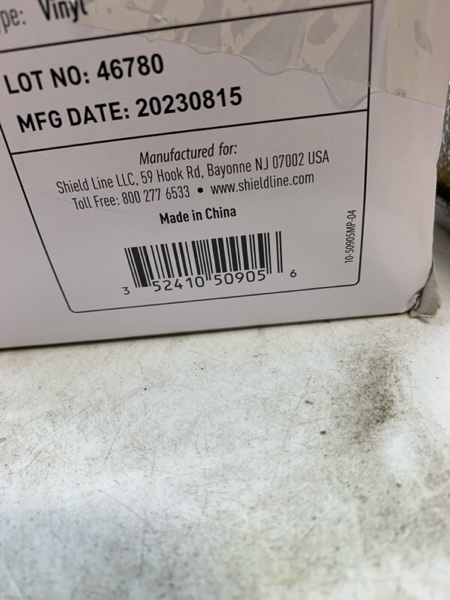 pe: Vinyl
LOT NO: 46780
MFG DATE: 20230815
Manufactured for:
Shield Line LLC, 59 Hook Rd, Bayonne NJ 07002 USA
Toll Free: 800 277 6533 • www.shieldline.com
Made in China
3 52410 50905 6
10-50905MP-04